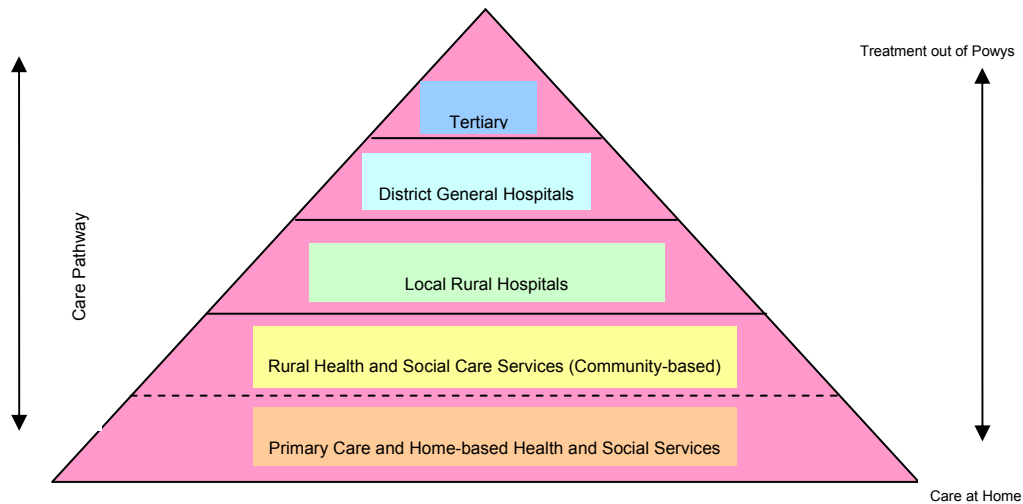 Treatment out of Powys
Tertiary
District General Hospitals
Care Pathway
Local Rural Hospitals
Rural Health and Social Care Services (Community-based)
Primary Care and Home-based Health and Social Services
Care at Home